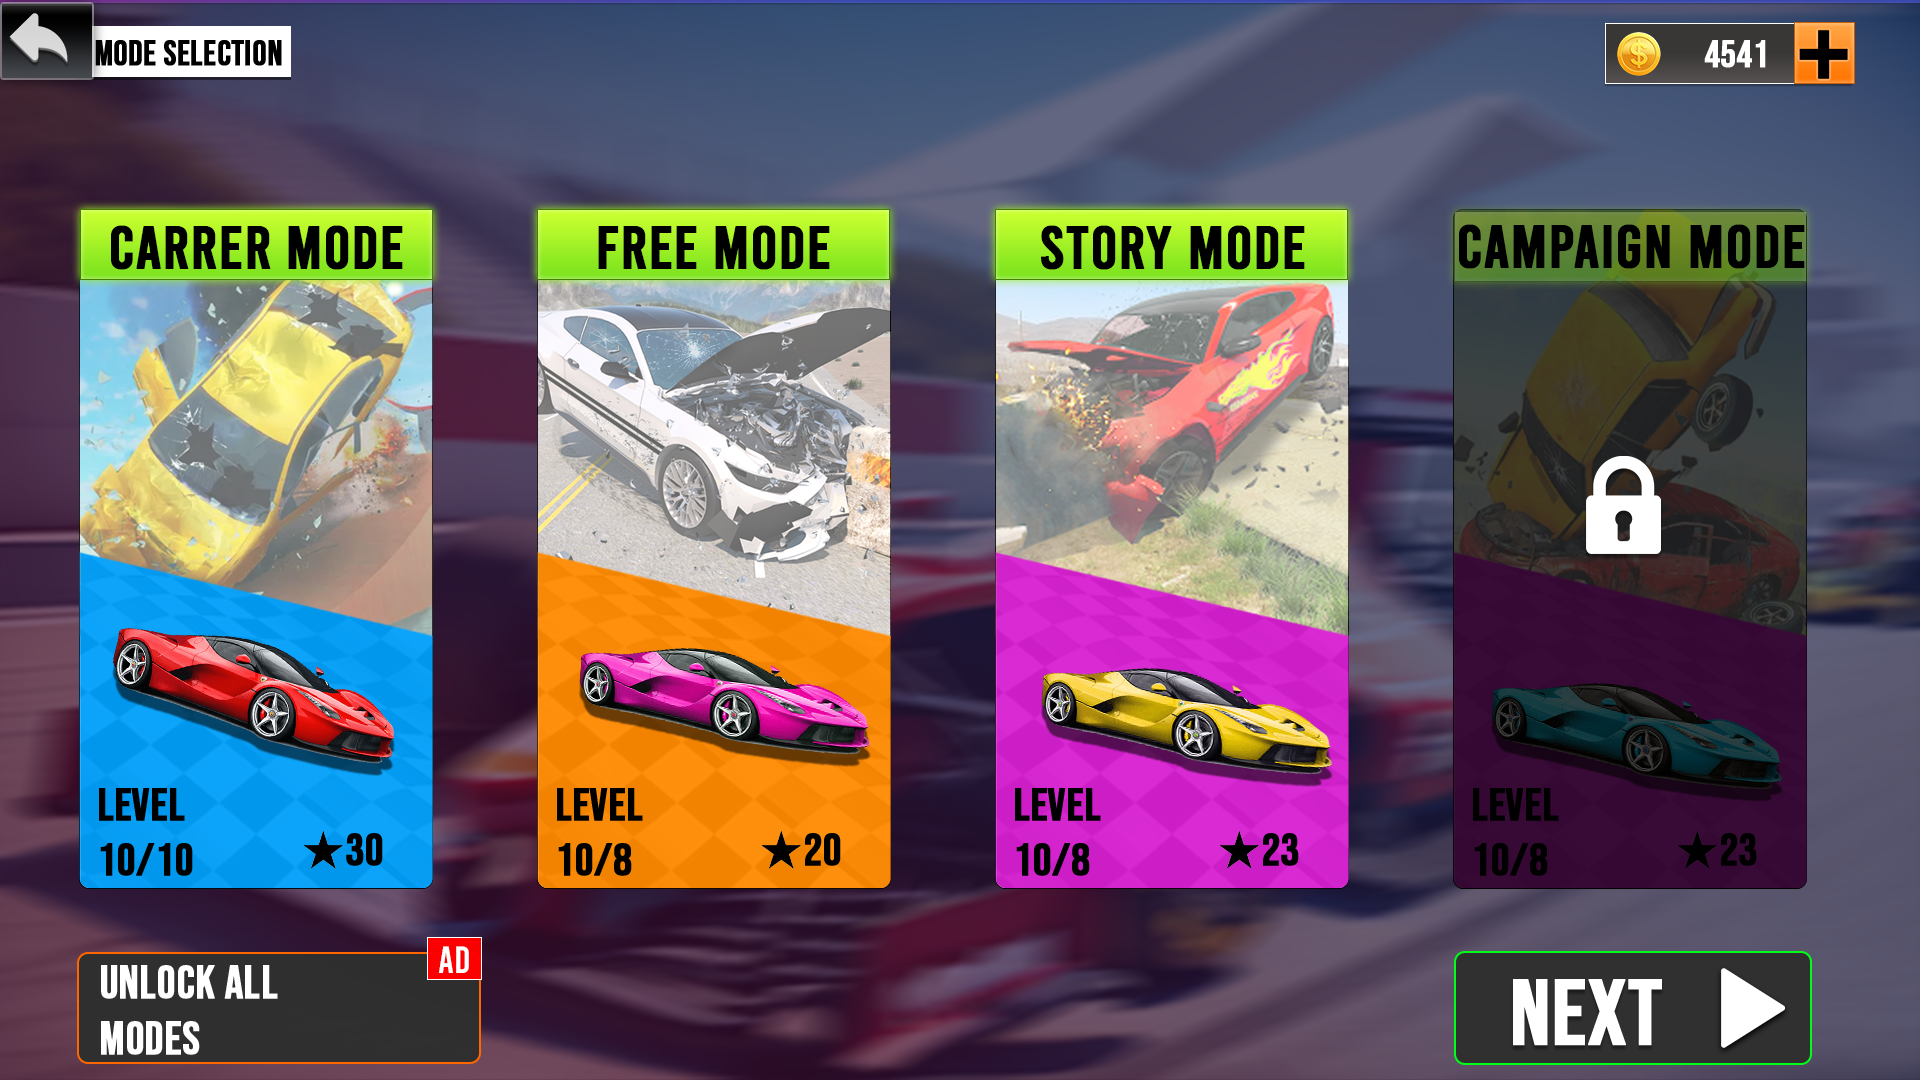 MODE SELECTION
4541
CARRER MODE
FREE MODE
STORY MODE
CAMPAIGN MODE
LEVEL
10/10
★30
LEVEL
10/8
★20
LEVEL
10/8
★23
LEVEL
10/8
★23
AD
UNLOCK ALL
MODES
NEXT